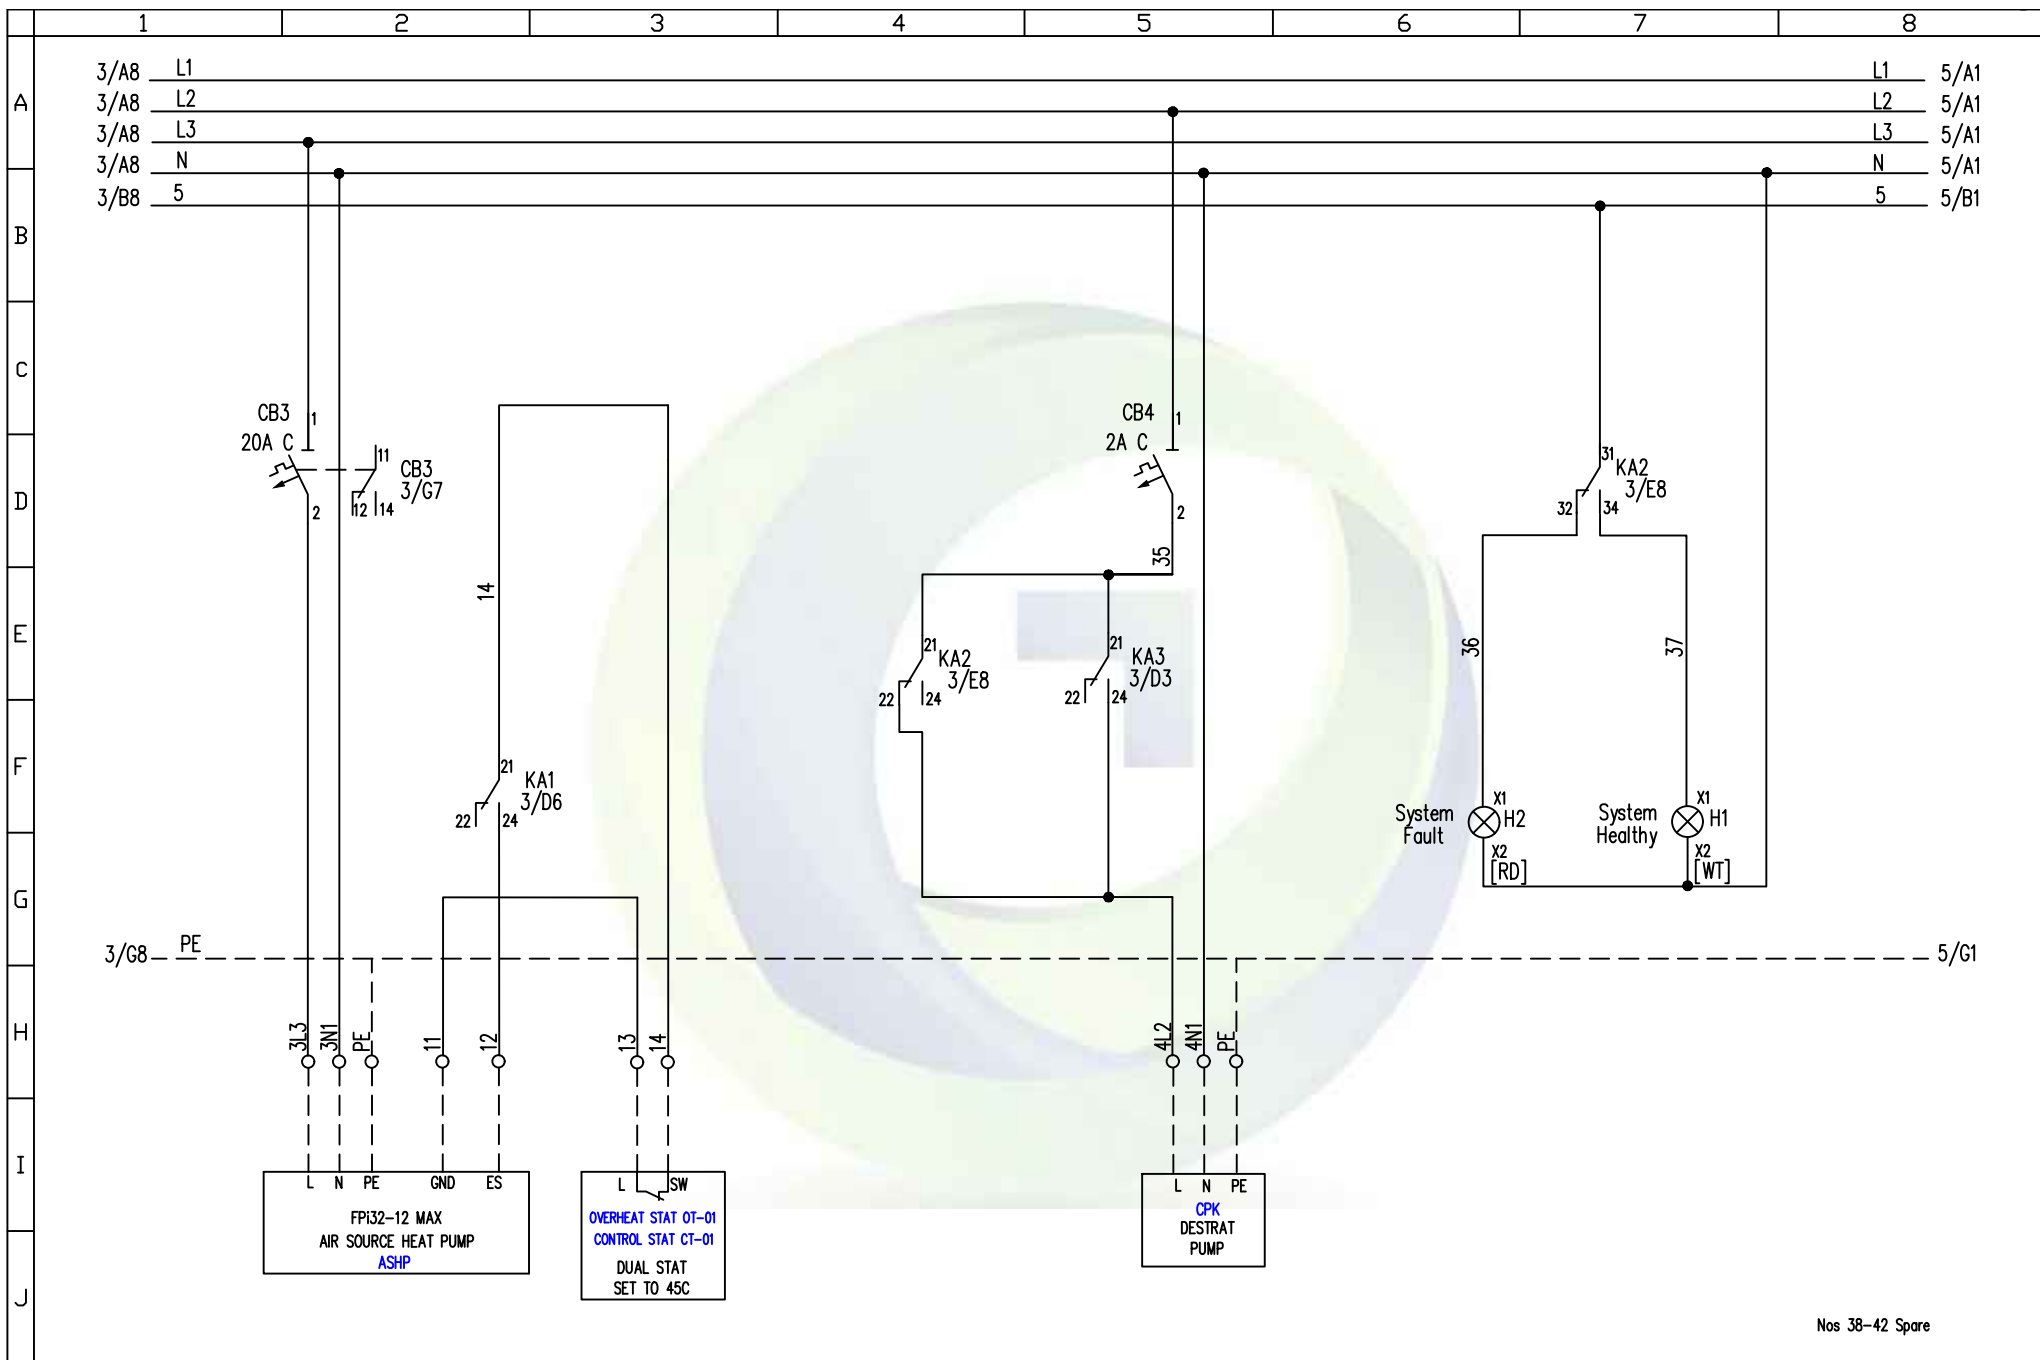 1 2 3 4 5 6 7 8
A
B
C
D
E
F
G
H
I
J
3/A8 L1 L1 5/A1
3/A8 L2 L2 5/A1
3/A8 L3 L3 5/A1
3/A8 N N 5/A1
3/B8 5 5 5/B1
CB3
20A C
1
2
11
12 14
CB3
3/G7
14
21
KA1
3/D6
22 24
CB4
2A C
1
2
35
21
KA2
3/E8
22 24
21
KA3
3/D3
22 24
31
KA2
3/E8
32 34
36
37
System
Fault
X1
H2
X2
[RD]
System
Healthy
X1
H1
X2
[WT]
3/G8 PE 5/G1
3L3 3N1 PE 11 12 13 14 4L2 4N1 PE
L N PE GND ES
FPi32-12 MAX
AIR SOURCE HEAT PUMP
ASHP
L SW
OVERHEAT STAT OT-01
CONTROL STAT CT-01
DUAL STAT
SET TO 45C
L N PE
CPK
DESTRAT
PUMP
Nos 38-42 Spare